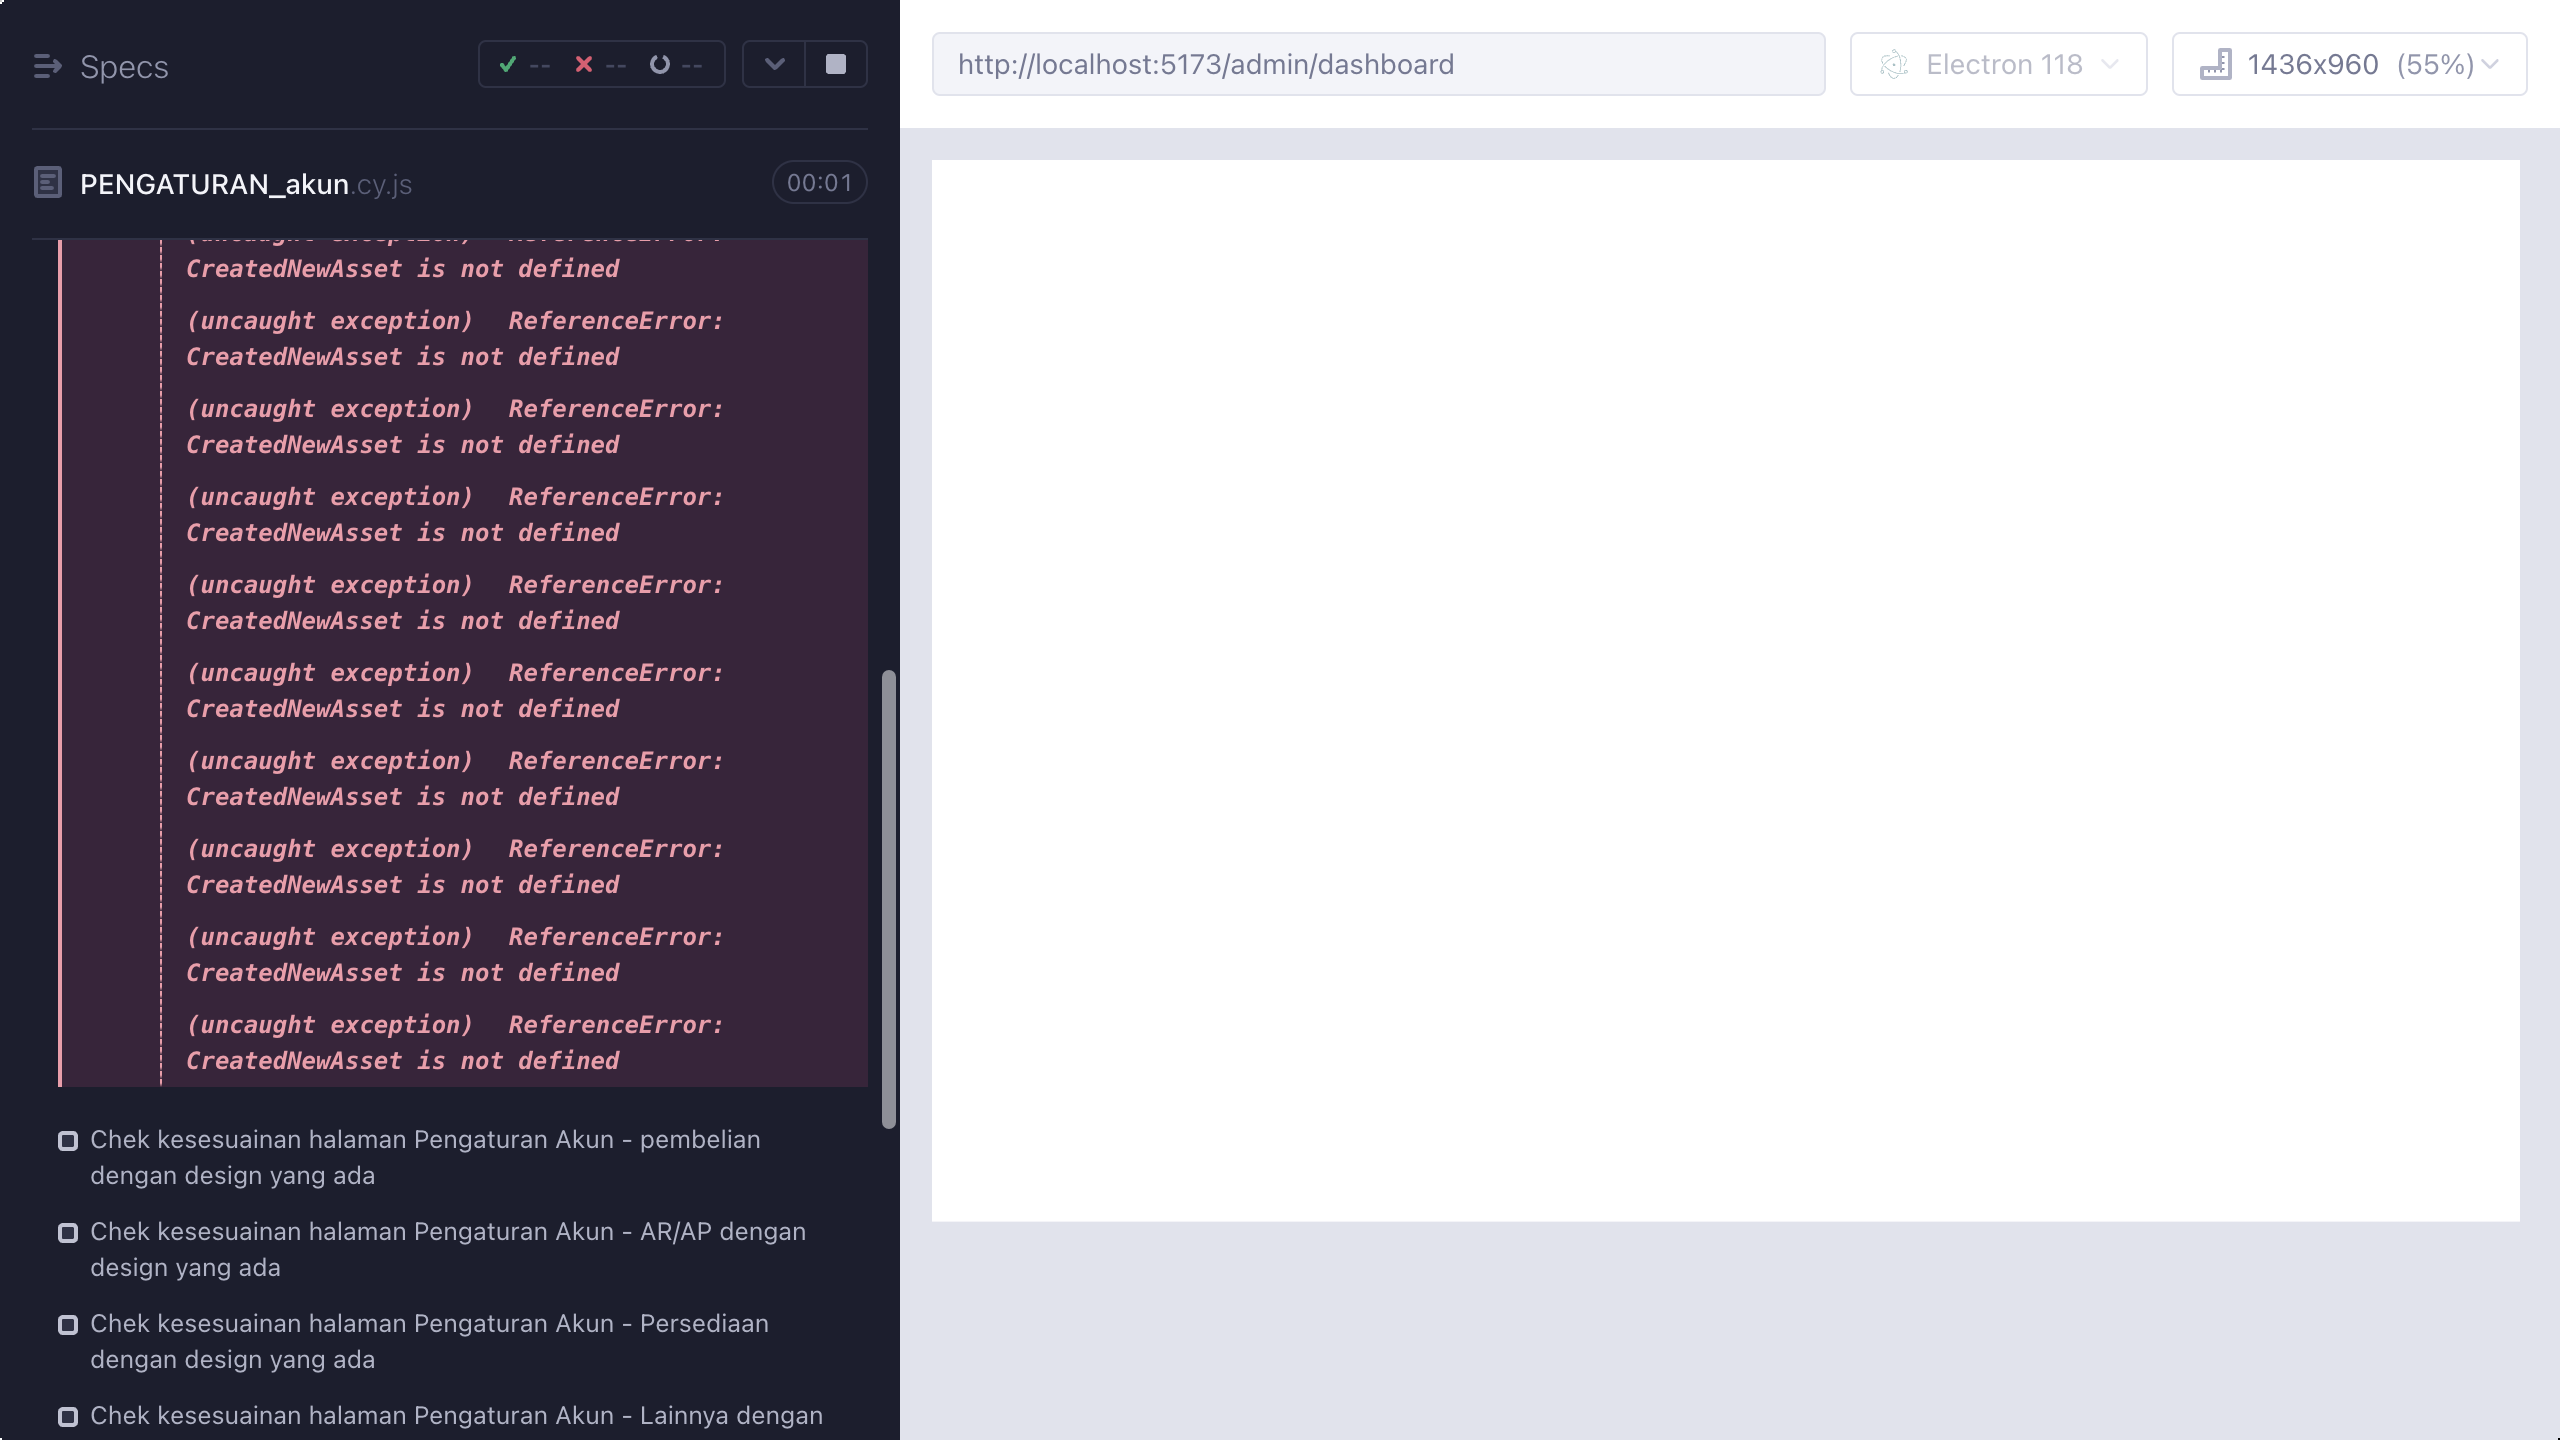 Specs
--
--
--
http://localhost:5173/admin/dashboard
Electron 118
1436x960 (55%)
PENGATURAN_akun.cy.js
00:01
(uncaught exception) ReferenceError:
CreatedNewAsset is not defined
(uncaught exception) ReferenceError:
CreatedNewAsset is not defined
(uncaught exception) ReferenceError:
CreatedNewAsset is not defined
(uncaught exception) ReferenceError:
CreatedNewAsset is not defined
(uncaught exception) ReferenceError:
CreatedNewAsset is not defined
(uncaught exception) ReferenceError:
CreatedNewAsset is not defined
(uncaught exception) ReferenceError:
CreatedNewAsset is not defined
(uncaught exception) ReferenceError:
CreatedNewAsset is not defined
(uncaught exception) ReferenceError:
CreatedNewAsset is not defined
(uncaught exception) ReferenceError:
CreatedNewAsset is not defined
Chek kesesuainan halaman Pengaturan Akun - pembelian
dengan design yang ada
Chek kesesuainan halaman Pengaturan Akun - AR/AP dengan
design yang ada
Chek kesesuainan halaman Pengaturan Akun - Persediaan
dengan design yang ada
Chek kesesuainan halaman Pengaturan Akun - Lainnya dengan